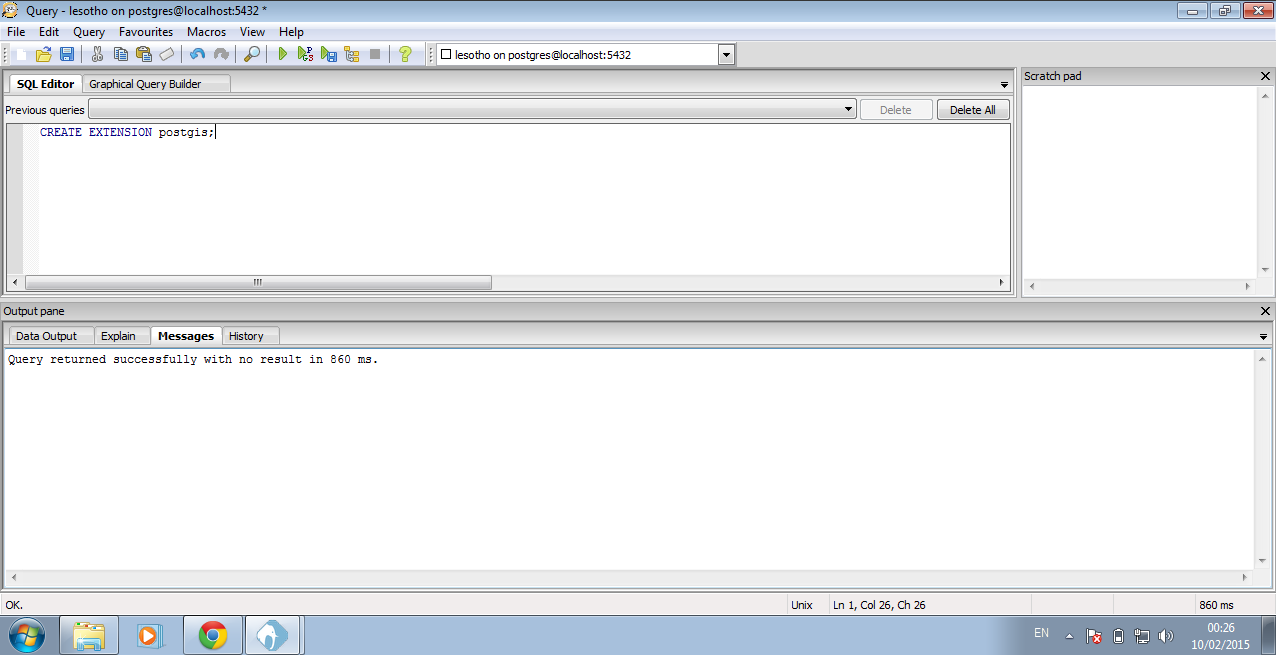 Query - lesotho on postgres@localhost:5432 *
File Edit Query Favourites Macros View Help
lesotho on postgres@localhost:5432
SQL Editor Graphical Query Builder
Scratch pad
Previous queries Delete Delete All
CREATE EXTENSION postgis;
Output pane
Data Output Explain Messages History
Query returned successfully with no result in 860 ms.
OK. Unix Ln 1, Col 26, Ch 26 860 ms
EN 00:26
10/02/2015